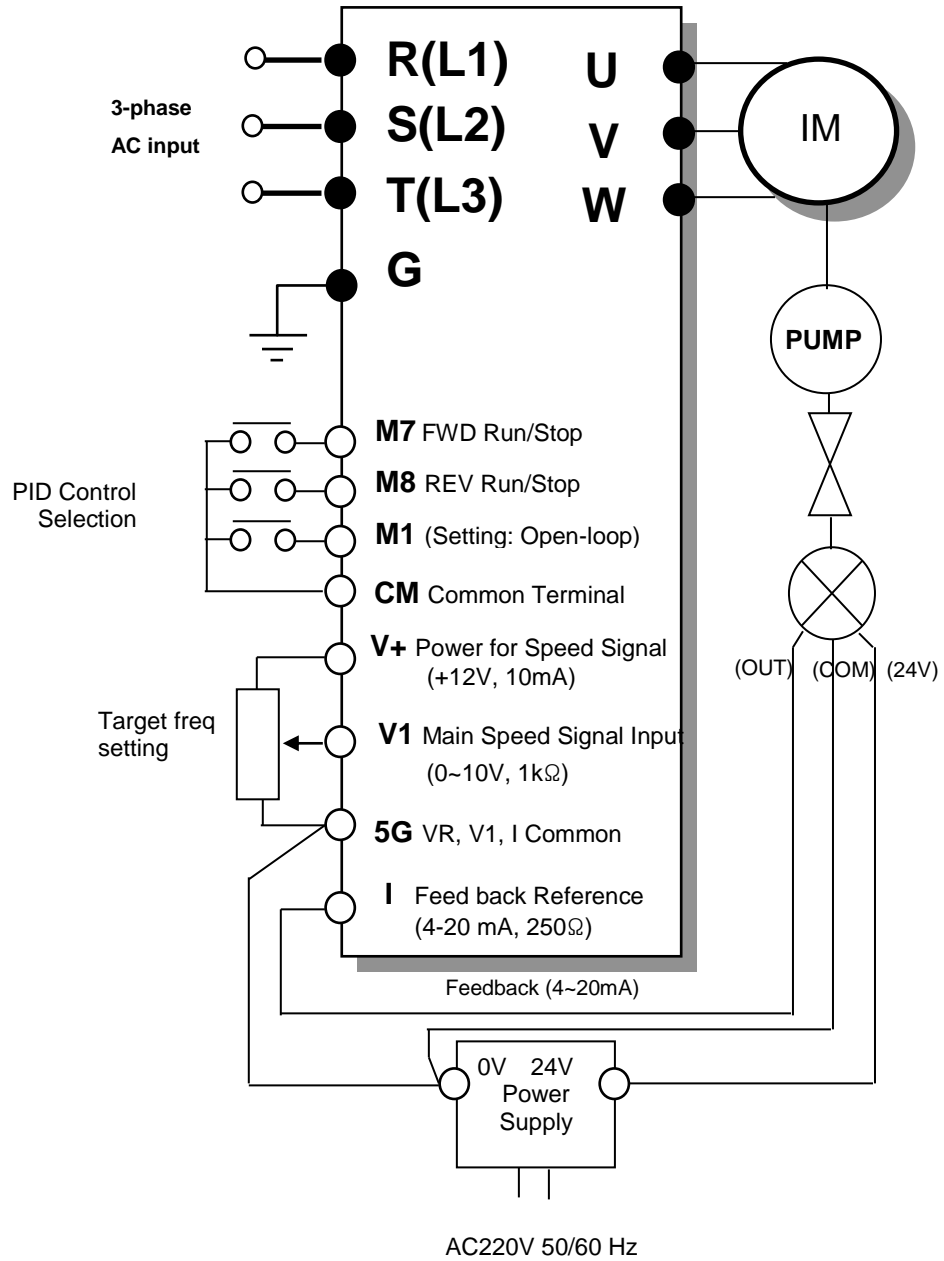 R(L1)
S(L2)
T(L3)
G
U
V
W
IM
3-phase
AC input
PUMP
M7 FWD Run/Stop
M8 REV Run/Stop
M1 (Setting: Open-loop)
CM Common Terminal
PID Control
Selection
V+ Power for Speed Signal
(+12V, 10mA)
Target freq
setting
V1 Main Speed Signal Input
(0~10V, 1kΩ)
5G VR, V1, I Common
I Feed back Reference
(4-20 mA, 250Ω)
(OUT) (COM) (24V)
Feedback (4~20mA)
0V 24V
Power
Supply
AC220V 50/60 Hz